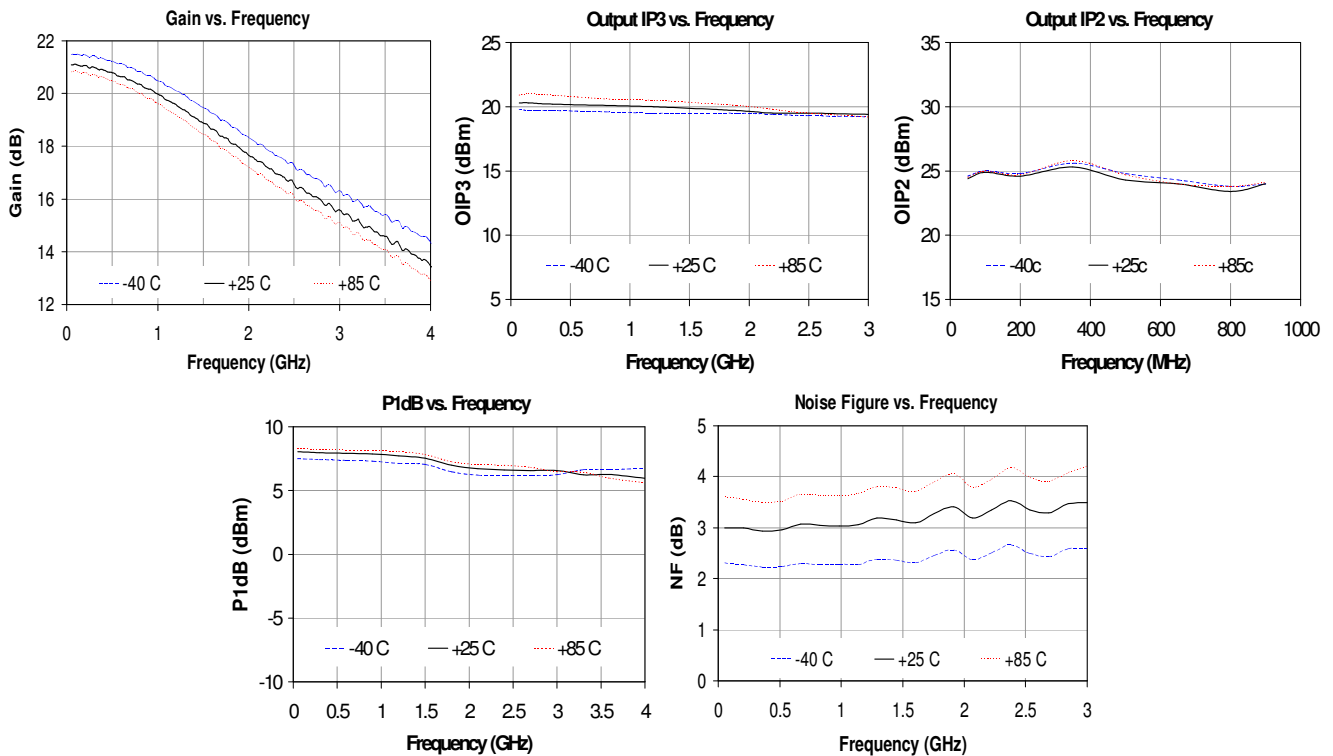 Gain vs. Frequency
22
20
18
16
14
12
Gain (dB)
-40 C +25 C +85 C
0 1 2 3 4
Frequency (GHz)
Output IP3 vs. Frequency
25
20
15
10
5
OIP3 (dBm)
-40 C +25 C +85 C
0 0.5 1 1.5 2 2.5 3
Frequency (GHz)
Output IP2 vs. Frequency
35
30
25
20
15
OIP2 (dBm)
-40c +25c +85c
0 200 400 600 800 1000
Frequency (MHz)
P1dB vs. Frequency
10
5
0
-5
-10
P1dB (dBm)
-40 C +25 C +85 C
0 0.5 1 1.5 2 2.5 3 3.5 4
Frequency (GHz)
Noise Figure vs. Frequency
5
4
3
2
1
0
NF (dB)
-40 C +25 C +85 C
0 0.5 1 1.5 2 2.5 3
Frequency (GHz)